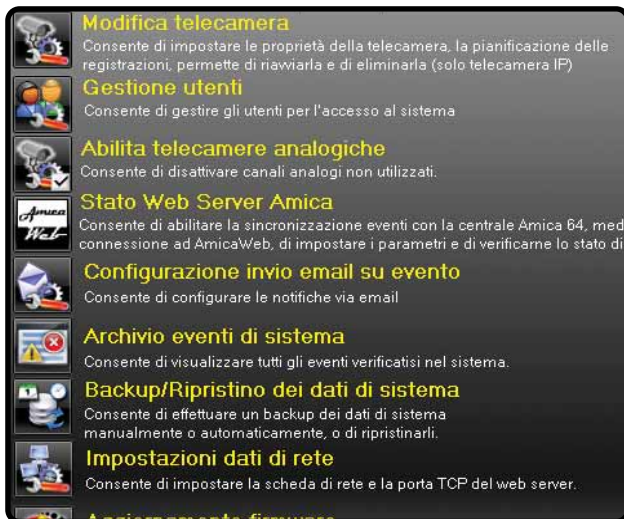 Modifica telecamera
Consente di impostare le proprietà della telecamera, la pianificazione delle
registrazioni, permette di riavviarla e di eliminarla (solo telecamera IP)
Gestione utenti
Consente di gestire gli utenti per l'accesso al sistema
Abilita telecamere analogiche
Consente di disattivare canali analogi non utilizzati.
Amica
Web
Stato Web Server Amica
Consente di abilitare la sincronizzazione eventi con la centrale Amica 64, med
connessione ad AmicaWeb, di impostare i parametri e di verificarne lo stato di
Configurazione invio email su evento
Consente di configurare le notifiche via email
Archivio eventi di sistema
Consente di visualizzare tutti gli eventi verificatisi nel sistema.
Backup/Ripristino dei dati di sistema
Consente di effettuare un backup dei dati di sistema
manualmente o automaticamente, o di ripristinarli.
Impostazioni dati di rete
Consente di impostare la scheda di rete e la porta TCP del web server.
Aggiornamento firmware